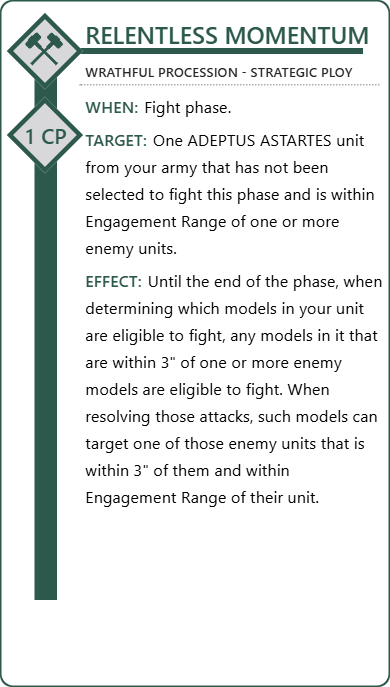 RELENTLESS MOMENTUM
WRATHFUL PROCESSION - STRATEGIC PLOY
WHEN: Fight phase.
1 CP
TARGET: One ADEPTUS ASTARTES unit
from your army that has not been
selected to fight this phase and is within
Engagement Range of one or more
enemy units.
EFFECT: Until the end of the phase, when
determining which models in your unit
are eligible to fight, any models in it that
are within 3" of one or more enemy
models are eligible to fight. When
resolving those attacks, such models can
target one of those enemy units that is
within 3" of them and within
Engagement Range of their unit.